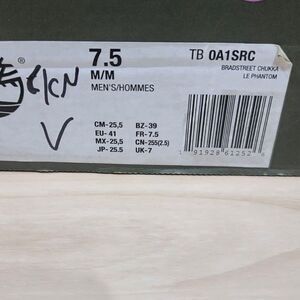 ®
7.5
M/M
MEN'S/HOMMES
TB 0A1SRC
BRADSTREET CHUKKA
LE PHANTOM
CM-25,5 BZ-39
EU-41 FR-7.5
MX-25,5 CN-255(2.5)
JP-25.5 UK-7
V